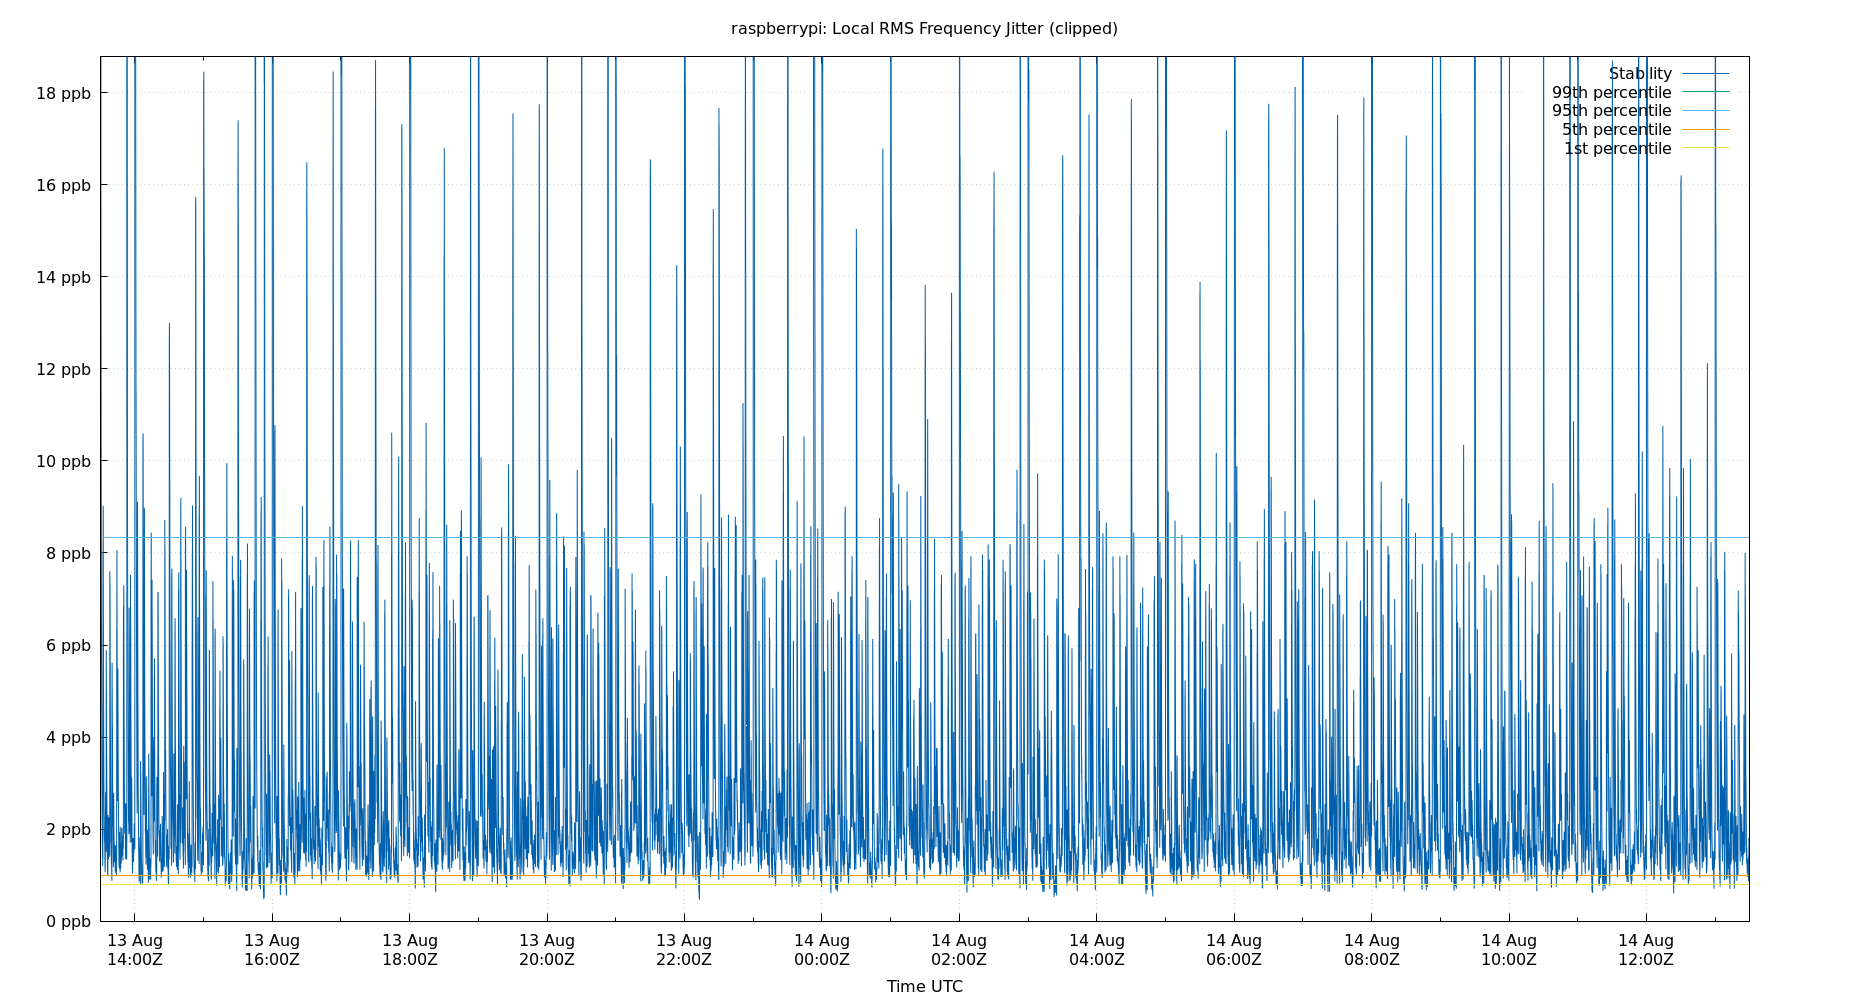 raspberrypi: Local RMS Frequency Jitter (clipped)
Stability
99th percentile
95th percentile
5th percentile
1st percentile
18 ppb
16 ppb
14 ppb
12 ppb
10 ppb
8 ppb
6 ppb
4 ppb
2 ppb
0 ppb
13 Aug 13 Aug 13 Aug 13 Aug 13 Aug 14 Aug 14 Aug 14 Aug 14 Aug 14 Aug 14 Aug 14 Aug
14:00Z 16:00Z 18:00Z 20:00Z 22:00Z 00:00Z 02:00Z 04:00Z 06:00Z 08:00Z 10:00Z 12:00Z
Time UTC